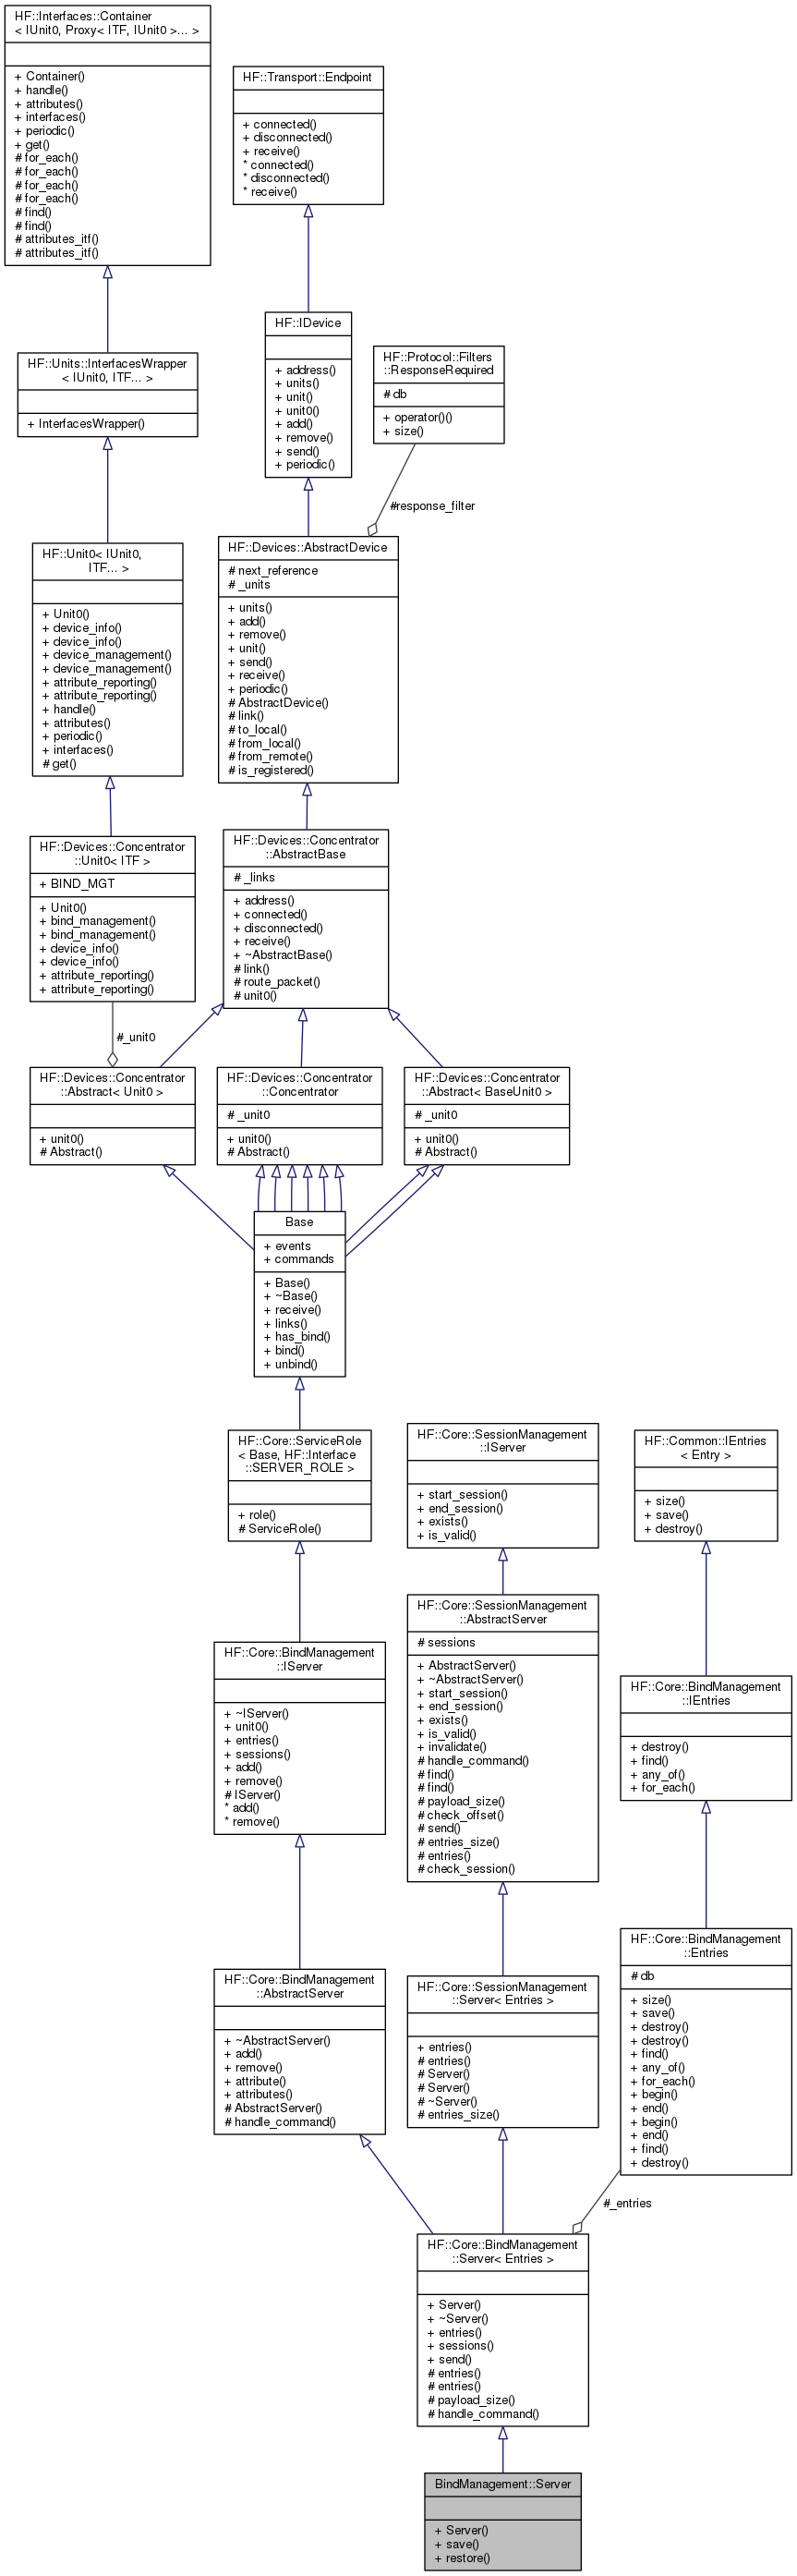 HF::Interfaces::Container
< IUnit0, Proxy< ITF, IUnit0 >... >
+ Container()
+ handle()
+ attributes()
+ interfaces()
+ periodic()
+ get()
# for_each()
# for_each()
# for_each()
# for_each()
# find()
# find()
# attributes_itf()
# attributes_itf()
HF::Transport::Endpoint
+ connected()
+ disconnected()
+ receive()
* connected()
* disconnected()
* receive()
HF::IDevice
+ address()
+ units()
+ unit()
+ unit0()
+ add()
+ remove()
+ send()
+ periodic()
HF::Protocol::Filters
::ResponseRequired
# db
+ operator()()
+ size()
HF::Units::InterfacesWrapper
< IUnit0, ITF... >
+ InterfacesWrapper()
#response_filter
HF::Unit0< IUnit0,
ITF... >
+ Unit0()
+ device_info()
+ device_info()
+ device_management()
+ device_management()
+ attribute_reporting()
+ attribute_reporting()
+ handle()
+ attributes()
+ periodic()
+ interfaces()
# get()
HF::Devices::AbstractDevice
# next_reference
# _units
+ units()
+ add()
+ remove()
+ unit()
+ send()
+ receive()
+ periodic()
# AbstractDevice()
# link()
# to_local()
# from_local()
# from_remote()
# is_registered()
HF::Devices::Concentrator
::Unit0< ITF >
+ BIND_MGT
+ Unit0()
+ bind_management()
+ bind_management()
+ device_info()
+ device_info()
+ attribute_reporting()
+ attribute_reporting()
HF::Devices::Concentrator
::AbstractBase
# _links
+ address()
+ connected()
+ disconnected()
+ receive()
+ ~AbstractBase()
# link()
# route_packet()
# unit0()
#_unit0
HF::Devices::Concentrator
::Abstract< Unit0 >
+ unit0()
# Abstract()
HF::Devices::Concentrator
::Concentrator
# _unit0
+ unit0()
# Abstract()
HF::Devices::Concentrator
::Abstract< BaseUnit0 >
# _unit0
+ unit0()
# Abstract()
Base
+ events
+ commands
+ Base()
+ ~Base()
+ receive()
+ links()
+ has_bind()
+ bind()
+ unbind()
HF::Core::ServiceRole
< Base, HF::Interface
::SERVER_ROLE >
+ role()
# ServiceRole()
HF::Core::SessionManagement
::IServer
+ start_session()
+ end_session()
+ exists()
+ is_valid()
HF::Common::IEntries
< Entry >
+ size()
+ save()
+ destroy()
HF::Core::BindManagement
::IServer
+ ~IServer()
+ unit0()
+ entries()
+ sessions()
+ add()
+ remove()
# IServer()
* add()
* remove()
HF::Core::SessionManagement
::AbstractServer
# sessions
+ AbstractServer()
+ ~AbstractServer()
+ start_session()
+ end_session()
+ exists()
+ is_valid()
+ invalidate()
# handle_command()
# find()
# find()
# payload_size()
# check_offset()
# send()
# entries_size()
# entries()
# check_session()
HF::Core::BindManagement
::IEntries
+ destroy()
+ find()
+ any_of()
+ for_each()
HF::Core::BindManagement
::AbstractServer
+ ~AbstractServer()
+ add()
+ remove()
+ attribute()
+ attributes()
# AbstractServer()
# handle_command()
HF::Core::SessionManagement
::Server< Entries >
+ entries()
# entries()
# Server()
# Server()
# ~Server()
# entries_size()
HF::Core::BindManagement
::Entries
# db
+ size()
+ save()
+ destroy()
+ destroy()
+ find()
+ any_of()
+ for_each()
+ begin()
+ end()
+ begin()
+ end()
+ find()
+ destroy()
#_entries
HF::Core::BindManagement
::Server< Entries >
+ Server()
+ ~Server()
+ entries()
+ sessions()
+ send()
# entries()
# entries()
# payload_size()
# handle_command()
BindManagement::Server
+ Server()
+ save()
+ restore()